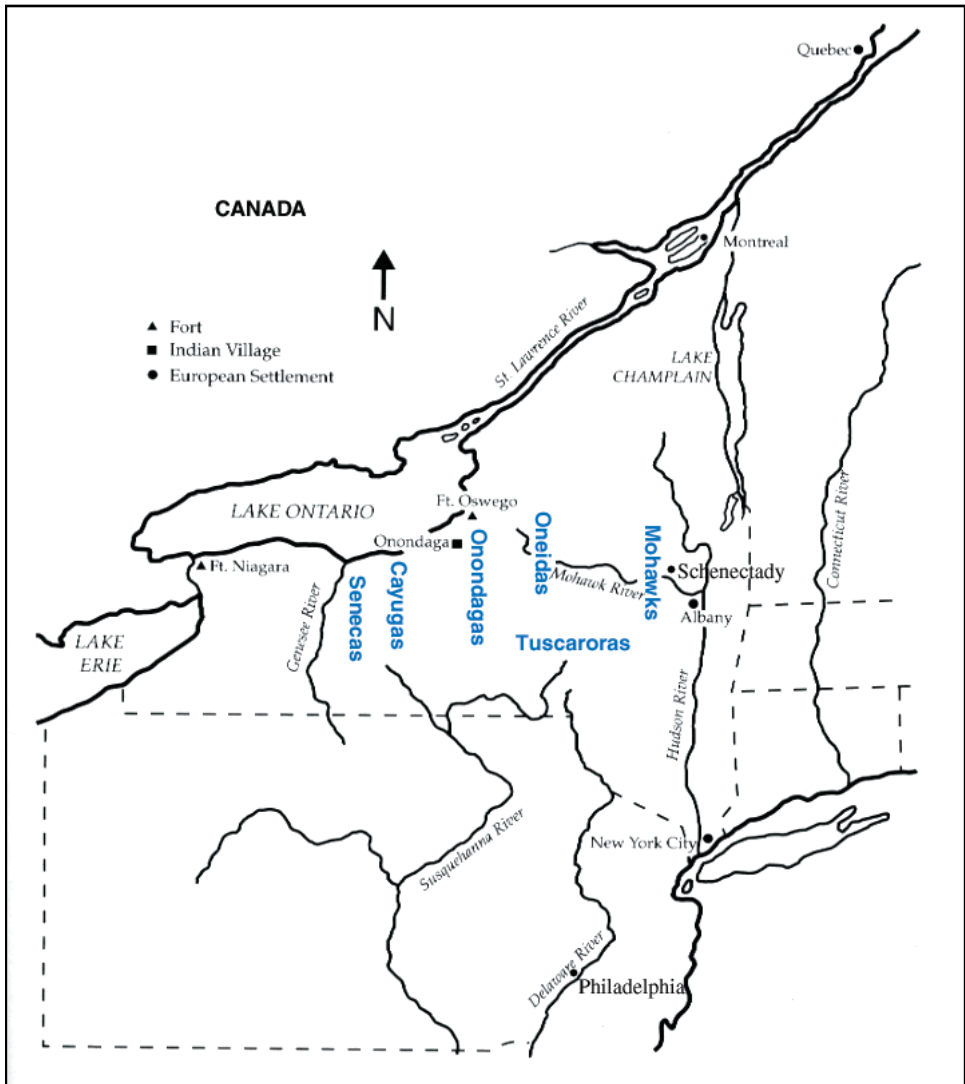 Quebec
CANADA
Montreal
N
Fort
Indian Village
European Settlement
St. Lawrence River
LAKE
CHAMPLAIN
Connecticut River
LAKE ONTARIO
Ft. Oswego
Onondaga
Ft. Niagara
Genesee River
Senecas
Cayugas
Onondagas
Oneidas
Mohawk River
Mohawks
Schenectady
Albany
Tuscaroras
LAKE
ERIE
Hudson River
Susquehanna River
New York City
Delaware River
Philadelphia